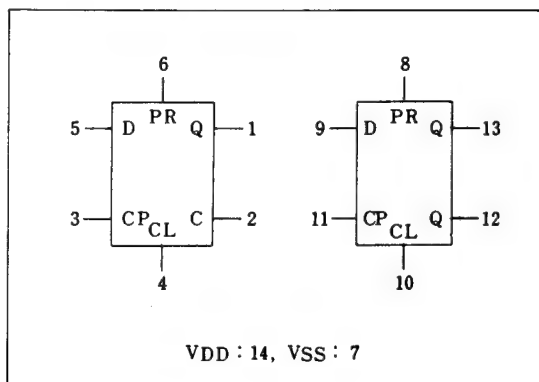 6
5 D PR Q 1
3 CP CL C 2
4
8
9 D PR Q 13
11 CP CL Q 12
10
VDD : 14, VSS : 7